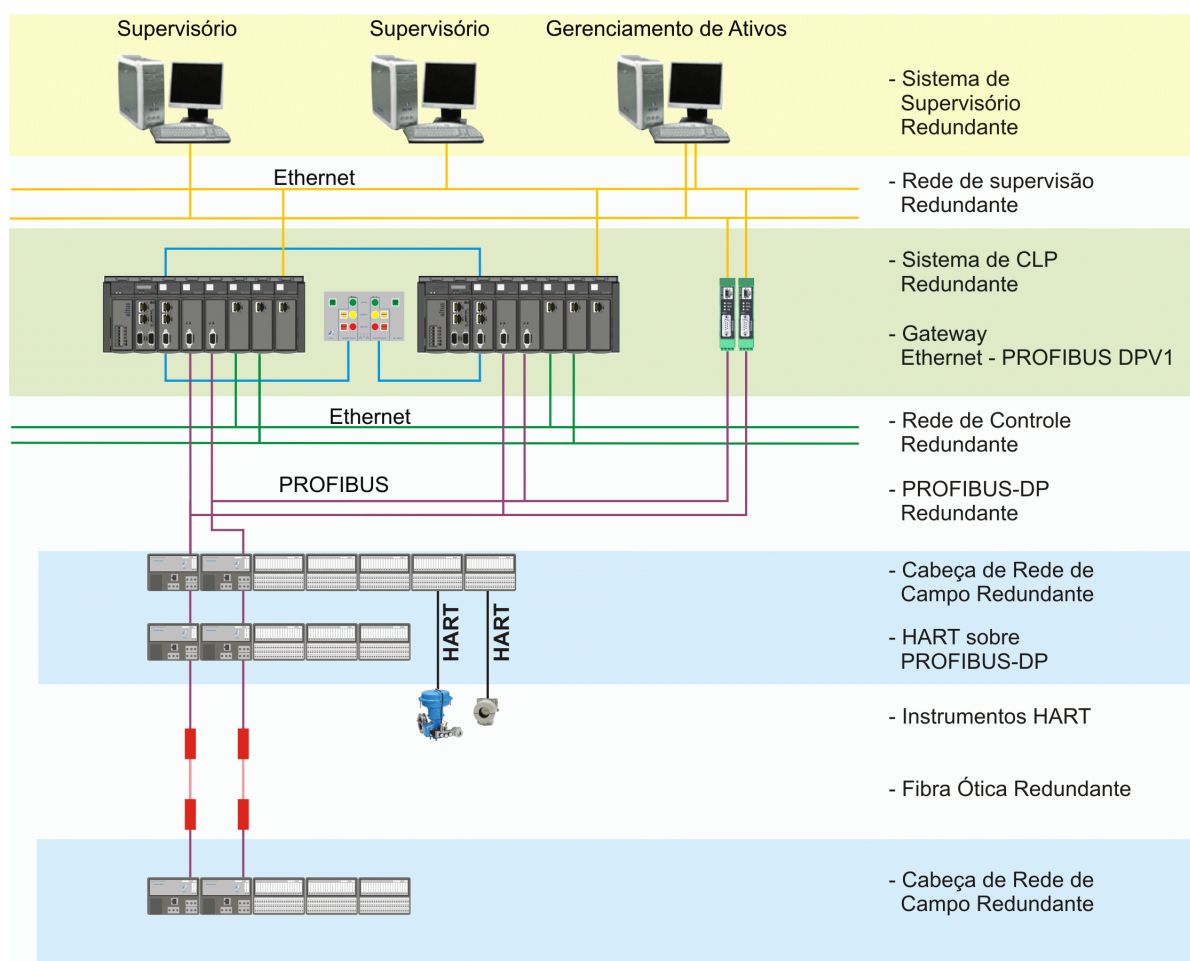 Supervisório
Supervisório
Gerenciamento de Ativos
- Sistema de
Supervisório
Redundante
Ethernet
- Rede de supervisão
Redundante
- Sistema de CLP
Redundante
- Gateway
Ethernet - PROFIBUS DPV1
Ethernet
- Rede de Controle
Redundante
PROFIBUS
- PROFIBUS-DP
Redundante
- Cabeça de Rede de
Campo Redundante
HART
HART
- HART sobre
PROFIBUS-DP
- Instrumentos HART
- Fibra Ótica Redundante
- Cabeça de Rede de
Campo Redundante